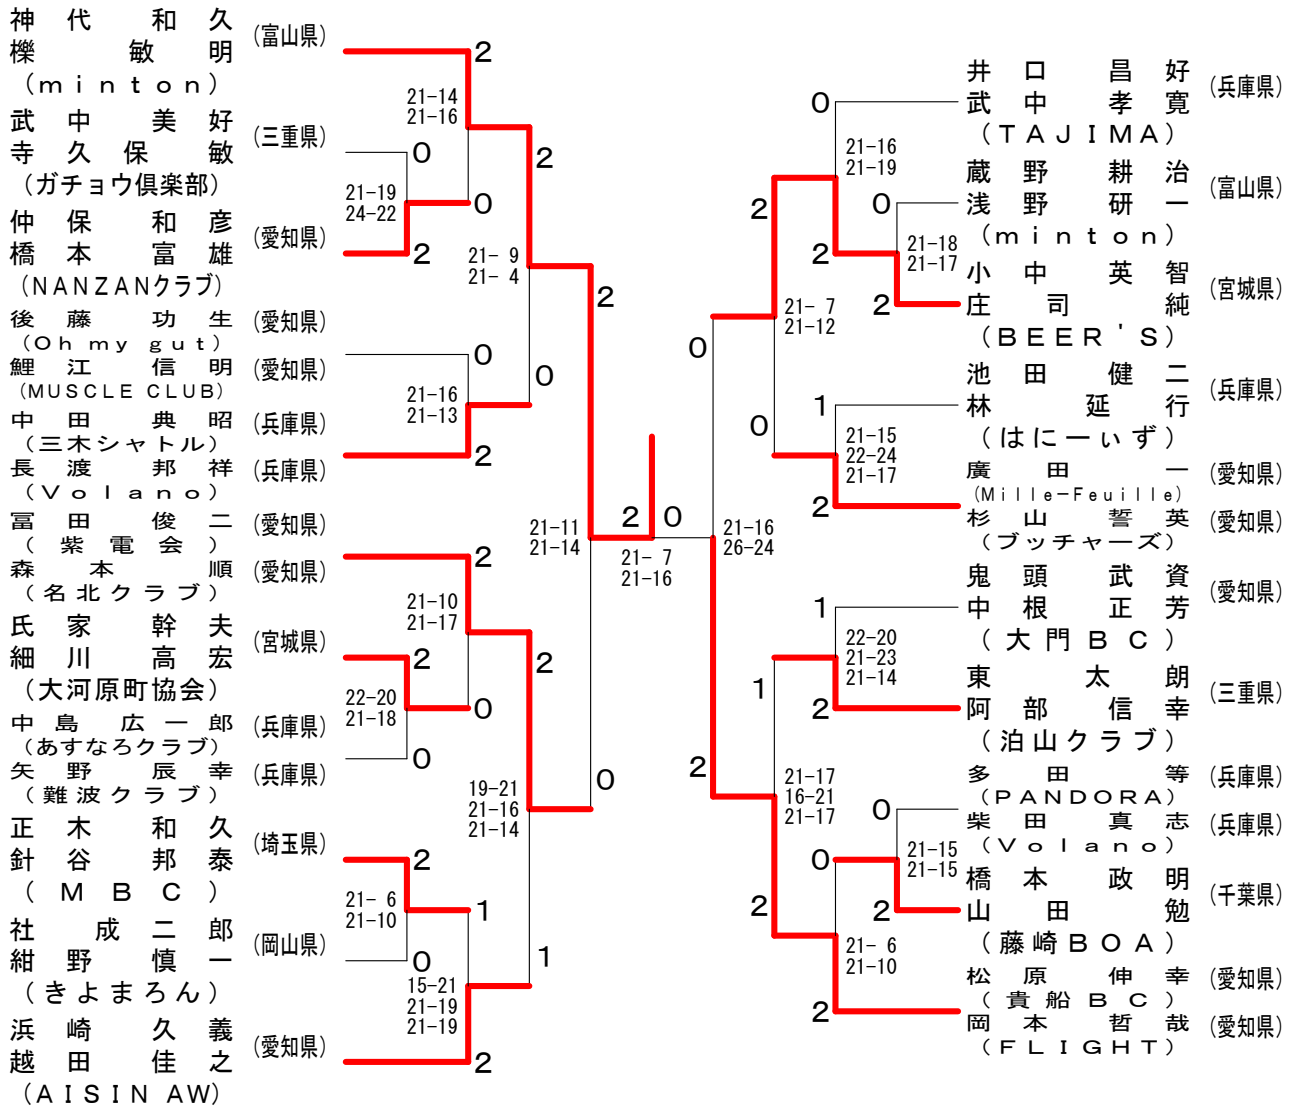 神代 和久 (富山県)
櫟 敏明
(minton)
武中 美好 (三重県)
寺久保 敏
(ガチョウ倶楽部)
仲保 和彦 (愛知県)
橋本 富雄
(NANZANクラブ)
後藤 功生 (愛知県)
(Oh my gut)
鯉江 信明 (愛知県)
(MUSCLE CLUB)
中田 典昭 (兵庫県)
(三木シャトル)
長渡 邦祥 (兵庫県)
(Volano)
冨田 俊二 (愛知県)
(紫電会)
森本 順 (愛知県)
(名北クラブ)
氏家 幹夫 (宮城県)
細川 高宏
(大河原町協会)
中島 広一郎 (兵庫県)
(あすなろクラブ)
矢野 辰幸 (兵庫県)
(難波クラブ)
正木 和久 (埼玉県)
針谷 邦泰
(MBC)
社 成二郎 (岡山県)
紺野 慎一
(きよまろん)
浜崎 久義 (愛知県)
越田 佳之
(AISIN AW)
2
21-14
21-16
0
21-19
24-22
2
0
2
21- 9
21- 4
0
21-16
21-13
2
0
2
21-11
21-14
2
21-10
21-17
2
22-20
21-18
0
0
2
19-21
21-16
21-14
0
2
21- 6
21-10
0
1
15-21
21-19
21-19
2
1
2 0
21- 7
21-16
0
21-16
26-24
2
2
21- 7
21-12
0
0
21-16
21-19
2
0
21-18
21-17
2
1
21-15
22-24
21-17
2
1
21-17
16-21
21-17
2
1
22-20
21-23
21-14
2
0
21-15
21-15
2
0
21- 6
21-10
2
井口 昌好 (兵庫県)
武中 孝寛
(TAJIMA)
蔵野 耕治 (富山県)
浅野 研一
(minton)
小中 英智 (宮城県)
庄司 純
(BEER'S)
池田 健二 (兵庫県)
林 延行
(はにーぃず)
廣田 一 (愛知県)
(Mille-Feuille)
杉山 誓英 (愛知県)
(ブッチャーズ)
鬼頭 武資 (愛知県)
中根 正芳
(大門BC)
東 太朗 (三重県)
阿部 信幸
(泊山クラブ)
多田 等 (兵庫県)
(PANDORA)
柴田 真志 (兵庫県)
(Volano)
橋本 政明 (千葉県)
山田 勉
(藤崎BOA)
松原 伸幸 (愛知県)
(貴船BC)
岡本 哲哉 (愛知県)
(FLIGHT)